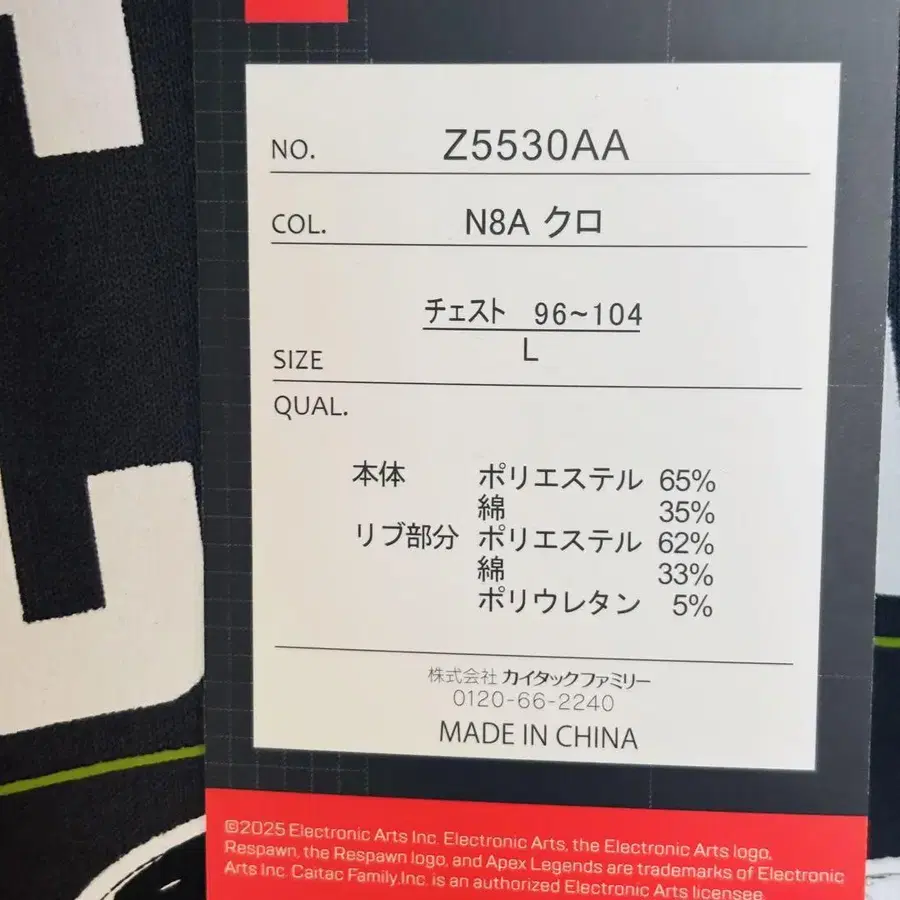 NO. Z5530AA
COL. N8A クロ
チェスト 96~104
SIZE L
QUAL.
本体 ポリエステル 65%
綿 35%
リブ部分 ポリエステル 62%
綿 33%
ポリウレタン 5%
株式会社 カイタックファミリー
0120-66-2240
MADE IN CHINA
©2025 Electronic Arts Inc. Electronic Arts, the Electronic Arts logo,
Respawn, the Respawn logo, and Apex Legends are trademarks of Electronic
Arts Inc. Caitac Family,Inc. is an authorized Electronic Arts licensee.